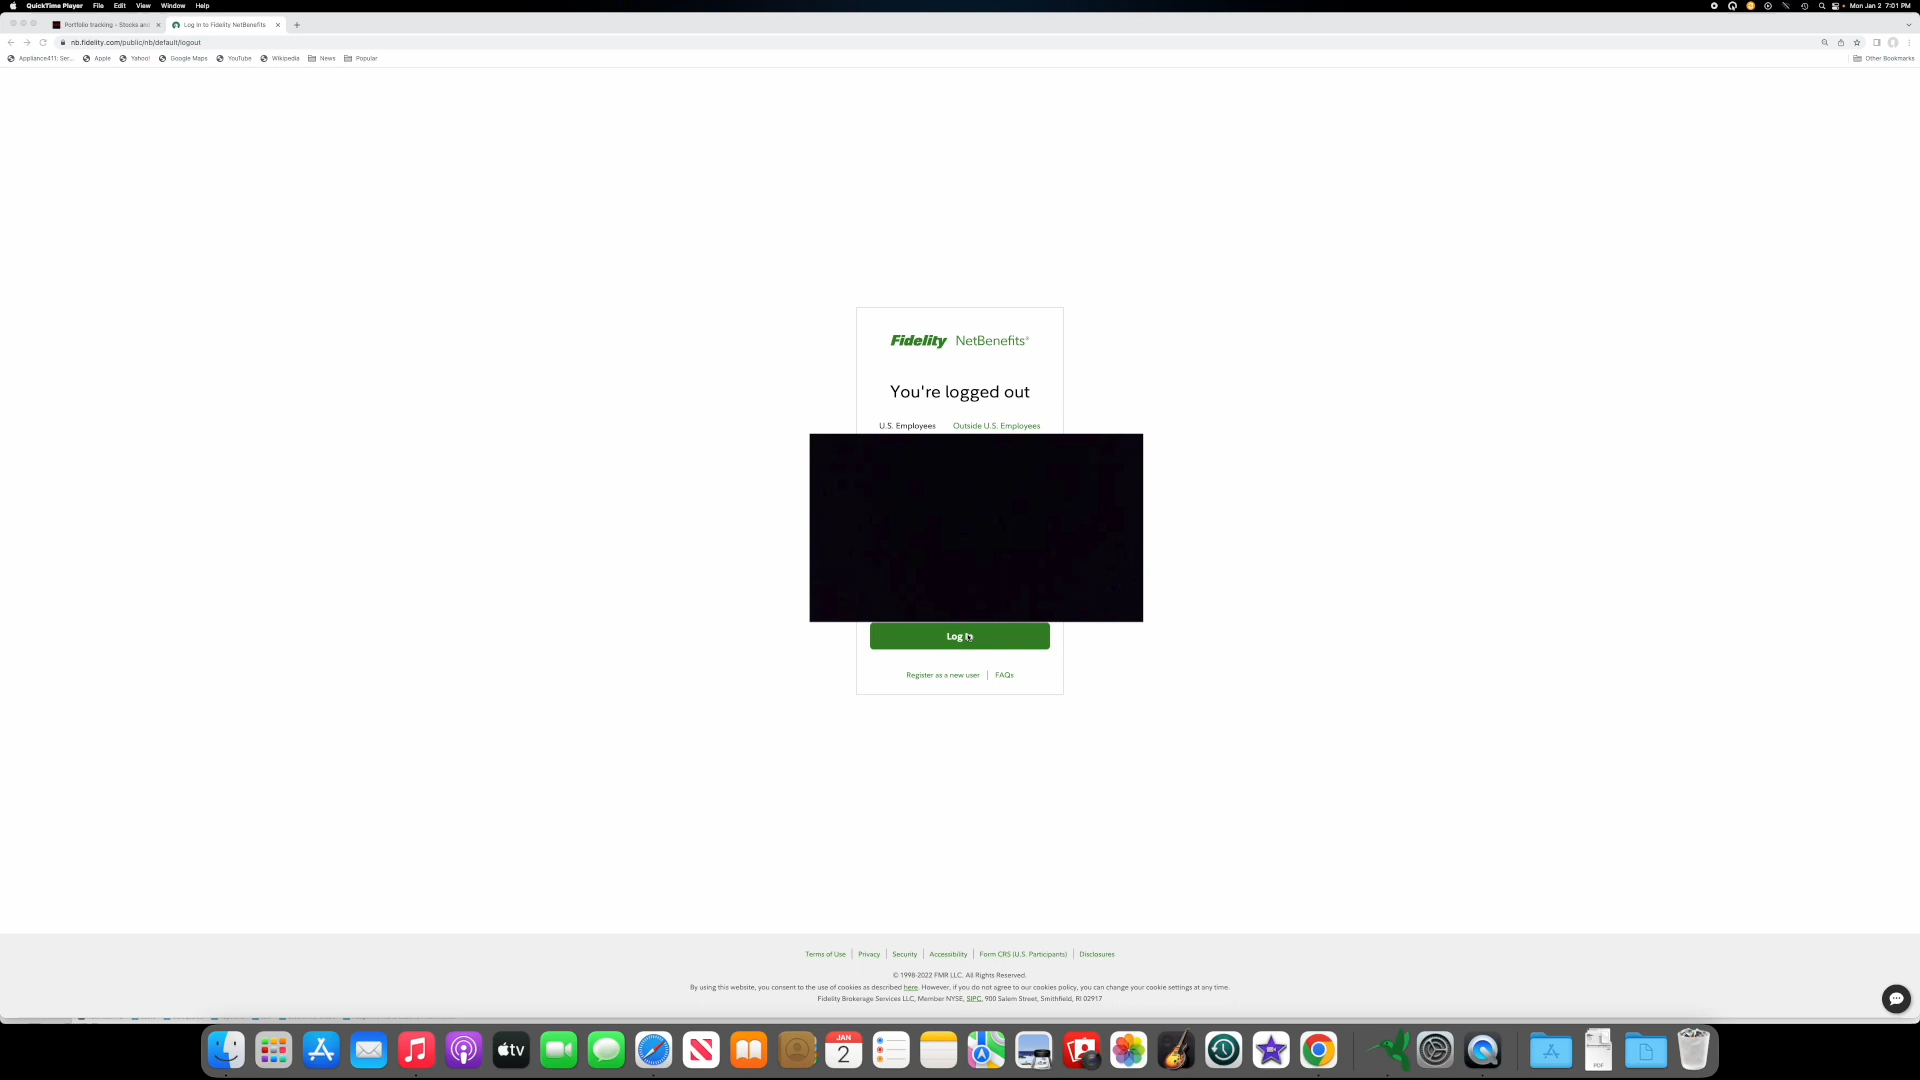 QuickTime Player File Edit View Window Help Mon Jan 2 7:01 PM
Portfolio tracking - Stocks and Log in to Fidelity NetBenefits
nb.fidelity.com/public/nb/default/logout
Appliance411: Ser... Apple Yahoo! Google Maps YouTube Wikipedia News Popular Other Bookmarks
Fidelity NetBenefits®
You're logged out
U.S. Employees Outside U.S. Employees
Log In
Register as a new user FAQs
Terms of Use Privacy Security Accessibility Form CRS (U.S. Participants) Disclosures
© 1998-2022 FMR LLC. All Rights Reserved.
By using this website, you consent to the use of cookies as described here. However, if you do not agree to our cookies policy, you can change your cookie settings at any time.
Fidelity Brokerage Services LLC, Member NYSE, SIPC, 900 Salem Street, Smithfield, RI 02917
tv
JAN
2
PDF